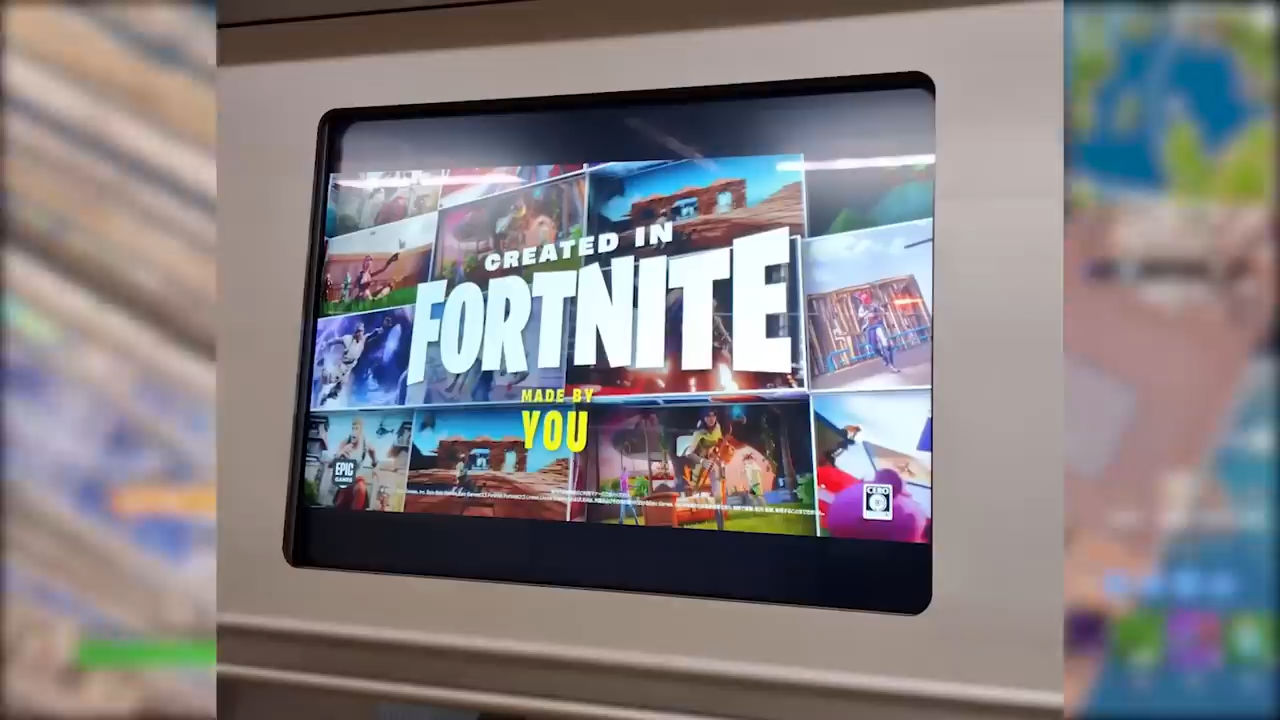 CREATED IN
FORTNITE
MADE BY
YOU
EPIC
GAMES
CERO